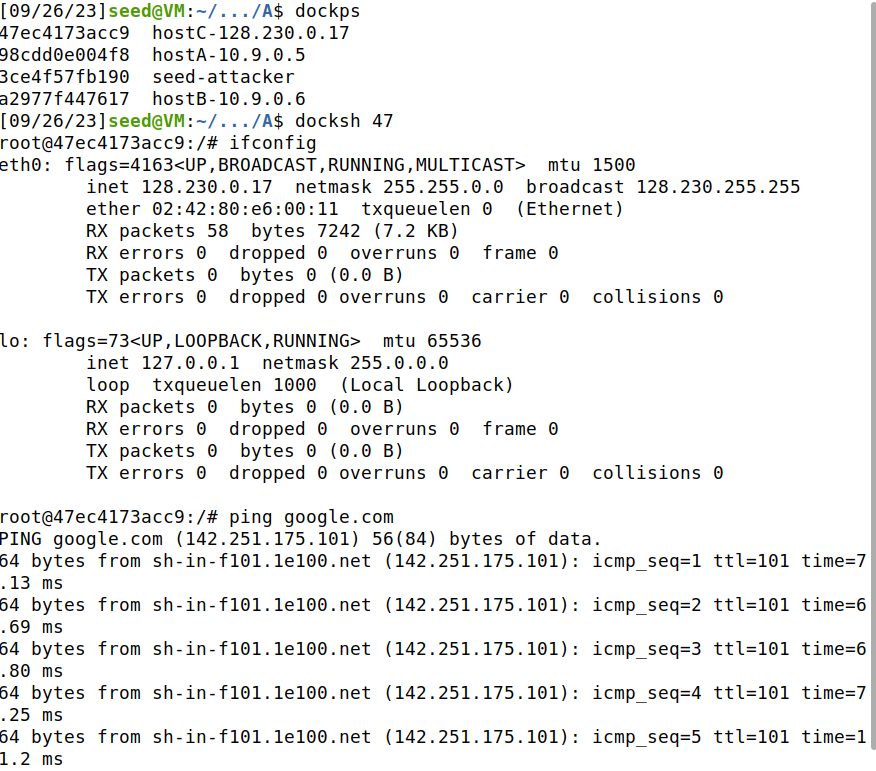 [09/26/23]seed@VM:~/.../A$ dockps
47ec4173acc9  hostC-128.230.0.17
98cdd0e004f8  hostA-10.9.0.5
3ce4f57fb190  seed-attacker
a2977f447617  hostB-10.9.0.6
[09/26/23]seed@VM:~/.../A$ docksh 47
root@47ec4173acc9:/# ifconfig
eth0: flags=4163<UP,BROADCAST,RUNNING,MULTICAST>  mtu 1500
        inet 128.230.0.17  netmask 255.255.0.0  broadcast 128.230.255.255
        ether 02:42:80:e6:00:11  txqueuelen 0  (Ethernet)
        RX packets 58  bytes 7242 (7.2 KB)
        RX errors 0  dropped 0  overruns 0  frame 0
        TX packets 0  bytes 0 (0.0 B)
        TX errors 0  dropped 0 overruns 0  carrier 0  collisions 0

lo: flags=73<UP,LOOPBACK,RUNNING>  mtu 65536
        inet 127.0.0.1  netmask 255.0.0.0
        loop  txqueuelen 1000  (Local Loopback)
        RX packets 0  bytes 0 (0.0 B)
        RX errors 0  dropped 0  overruns 0  frame 0
        TX packets 0  bytes 0 (0.0 B)
        TX errors 0  dropped 0 overruns 0  carrier 0  collisions 0

root@47ec4173acc9:/# ping google.com
PING google.com (142.251.175.101) 56(84) bytes of data.
64 bytes from sh-in-f101.1e100.net (142.251.175.101): icmp_seq=1 ttl=101 time=7
.13 ms
64 bytes from sh-in-f101.1e100.net (142.251.175.101): icmp_seq=2 ttl=101 time=6
.69 ms
64 bytes from sh-in-f101.1e100.net (142.251.175.101): icmp_seq=3 ttl=101 time=6
.80 ms
64 bytes from sh-in-f101.1e100.net (142.251.175.101): icmp_seq=4 ttl=101 time=7
.25 ms
64 bytes from sh-in-f101.1e100.net (142.251.175.101): icmp_seq=5 ttl=101 time=1
1.2 ms